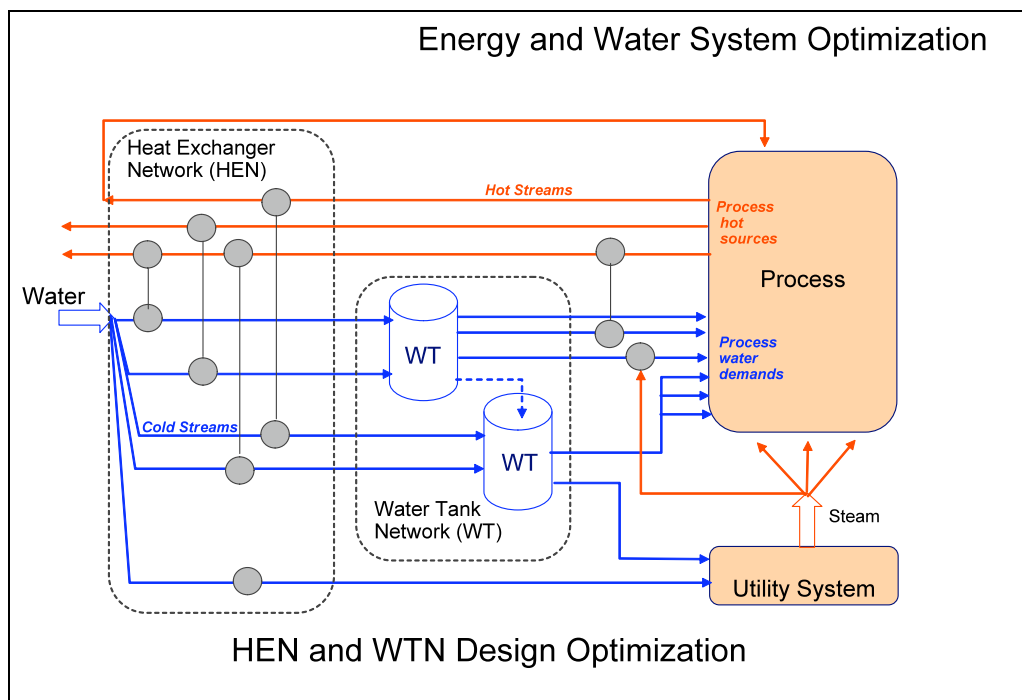 Energy and Water System Optimization
Heat Exchanger
Network (HEN)
Hot Streams
Process
hot
sources
Process
Water
WT
Process
water
demands
Cold Streams
WT
Water Tank
Network (WT)
Steam
Utility System
HEN and WTN Design Optimization